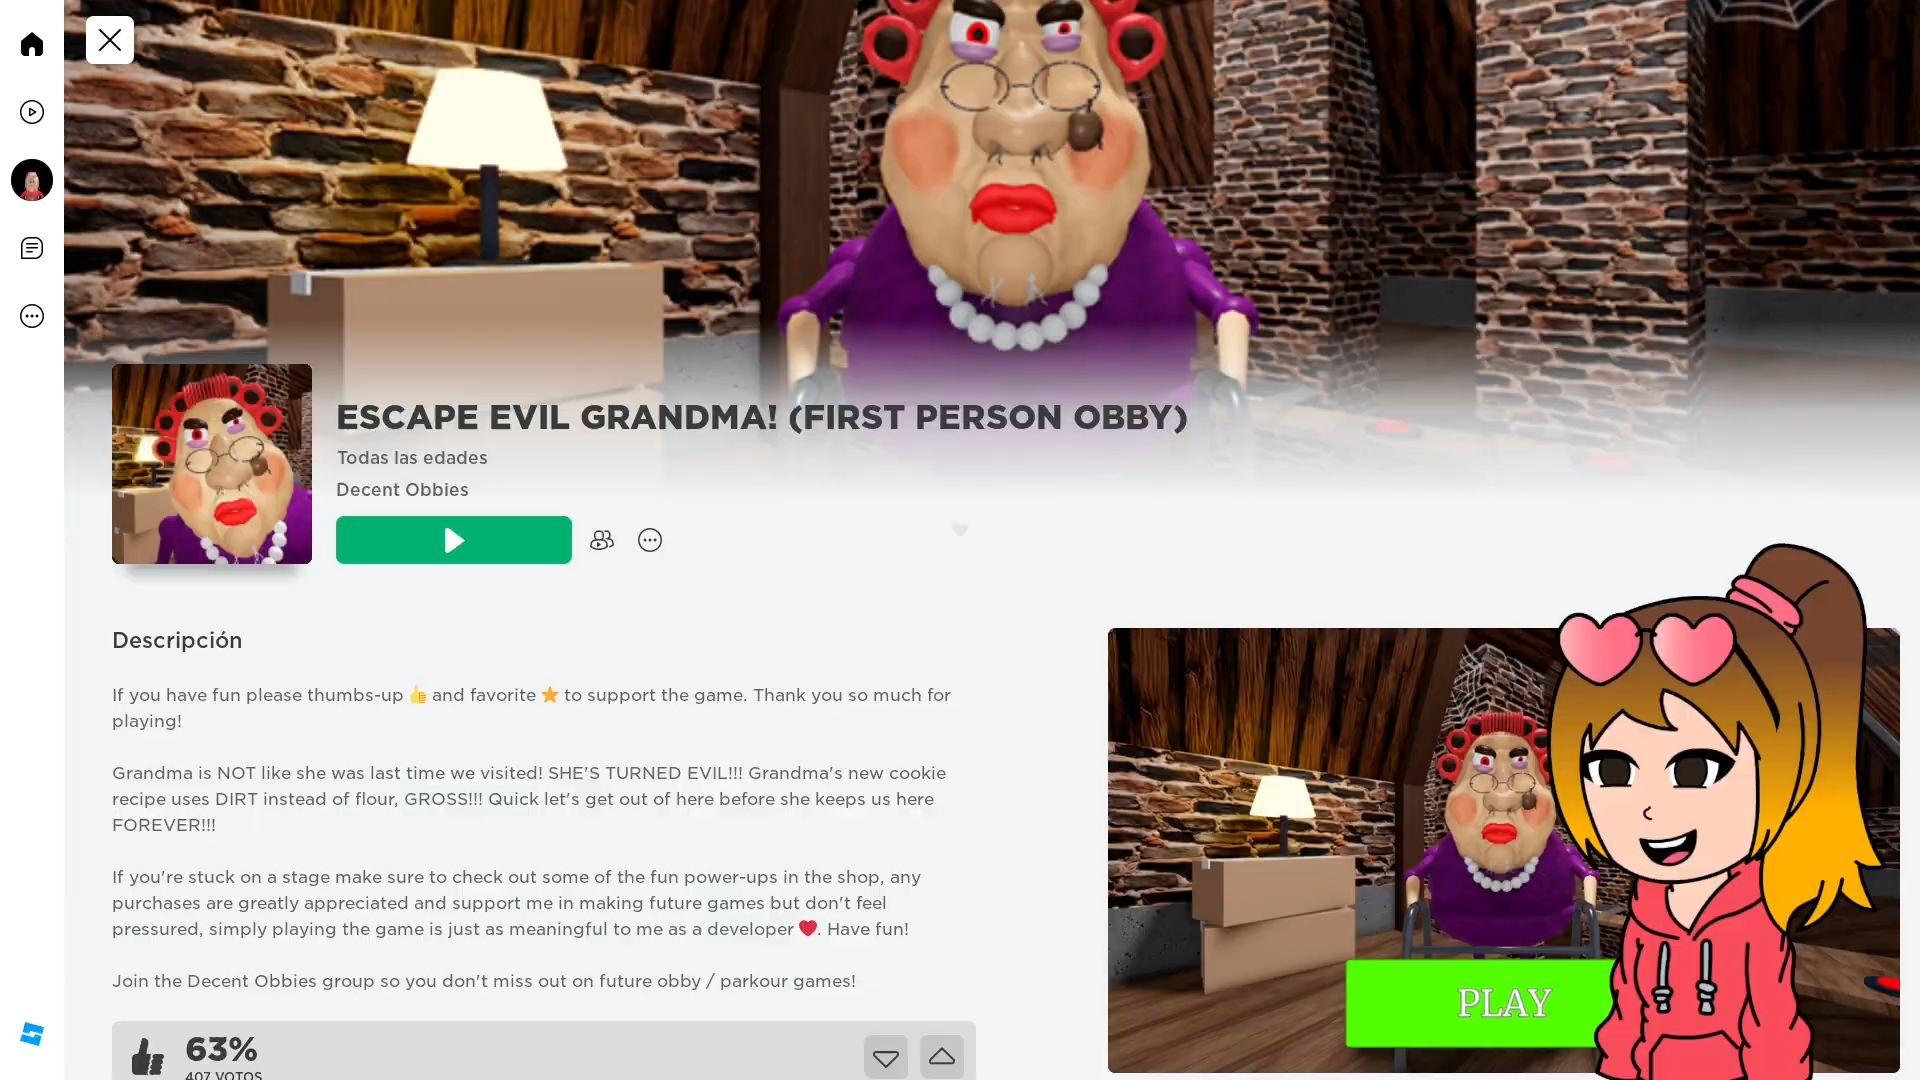 ESCAPE EVIL GRANDMA! (FIRST PERSON OBBY)
Todas las edades
Decent Obbies
Descripción
If you have fun please thumbs-up 👍 and favorite ⭐ to support the game. Thank you so much for
playing!
Grandma is NOT like she was last time we visited! SHE'S TURNED EVIL!!! Grandma's new cookie
recipe uses DIRT instead of flour, GROSS!!! Quick let's get out of here before she keeps us here
FOREVER!!!
If you're stuck on a stage make sure to check out some of the fun power-ups in the shop, any
purchases are greatly appreciated and support me in making future games but don't feel
pressured, simply playing the game is just as meaningful to me as a developer ❤️. Have fun!
Join the Decent Obbies group so you don't miss out on future obby / parkour games!
63%
407 VOTOS
PLAY